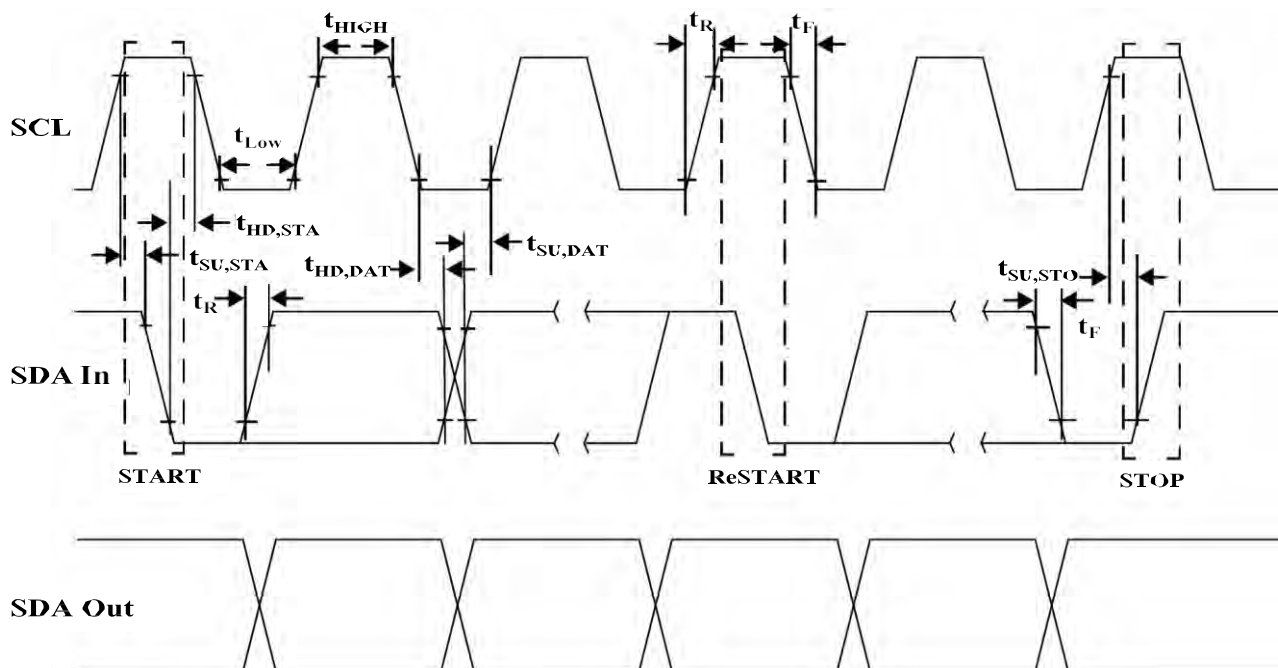 tHIGH
tR
tF
SCL
tLow
tHD,STA
tSU,STA
tHD,DAT
tSU,DAT
tR
tSU,STO
tF
SDA In
START
ReSTART
STOP
SDA Out